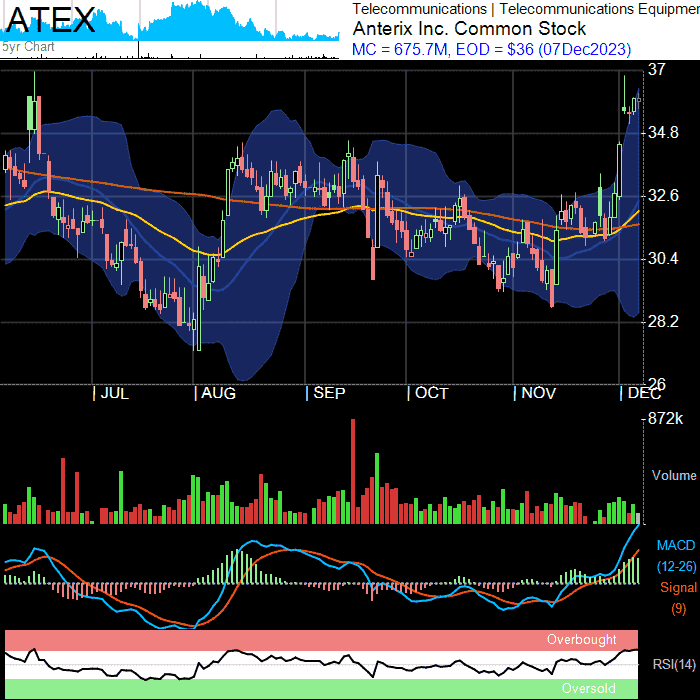 ATEX
5yr Chart
Telecommunications | Telecommunications Equipmen
Anterix Inc. Common Stock
MC = 675.7M, EOD = $36 (07Dec2023)
37
34.8
32.6
30.4
28.2
26
| JUL | AUG | SEP | OCT | NOV | DEC
872k
Volume
MACD
(12-26)
Signal
(9)
Overbought
RSI(14)
Oversold